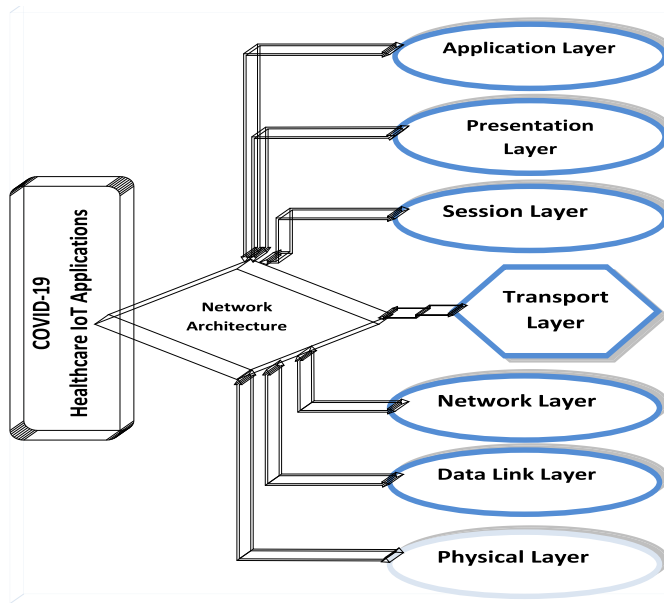 COVID-19
Healthcare IoT Applications
Network
Architecture
Application Layer
Presentation
Layer
Session Layer
Transport
Layer
Network Layer
Data Link Layer
Physical Layer